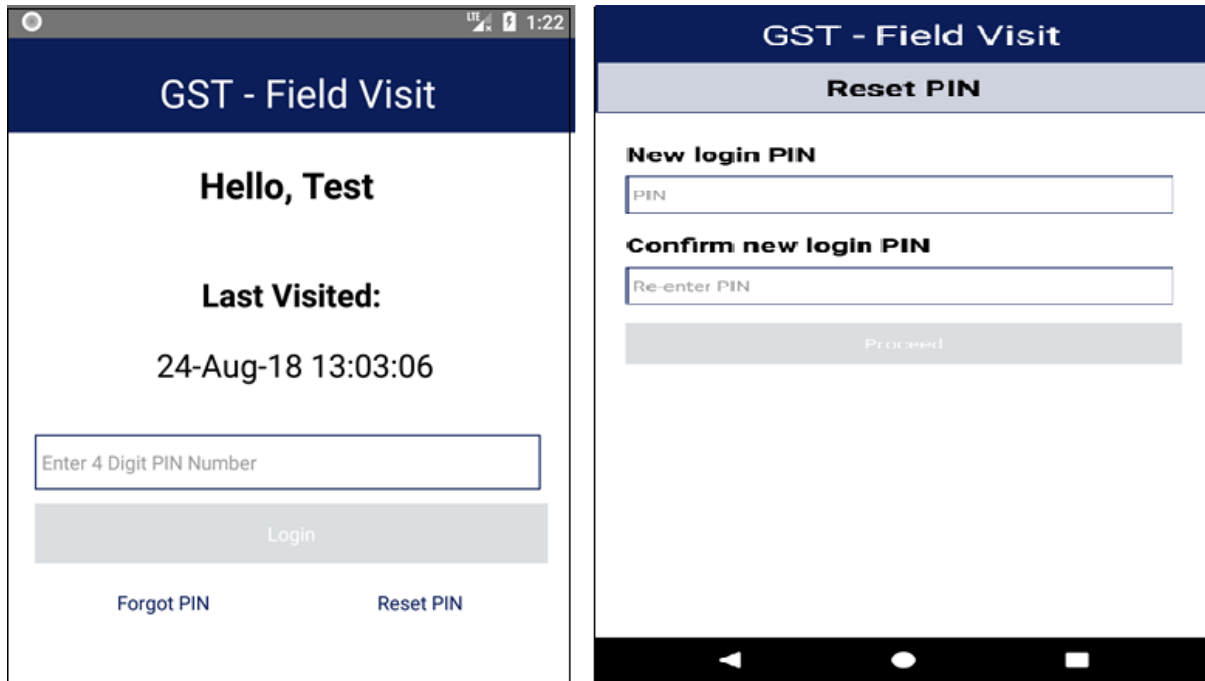 LTE 1:22
GST - Field Visit
Hello, Test
Last Visited:
24-Aug-18 13:03:06
Enter 4 Digit PIN Number
Login
Forgot PIN Reset PIN
GST - Field Visit
Reset PIN
New login PIN
PIN
Confirm new login PIN
Re-enter PIN
Proceed